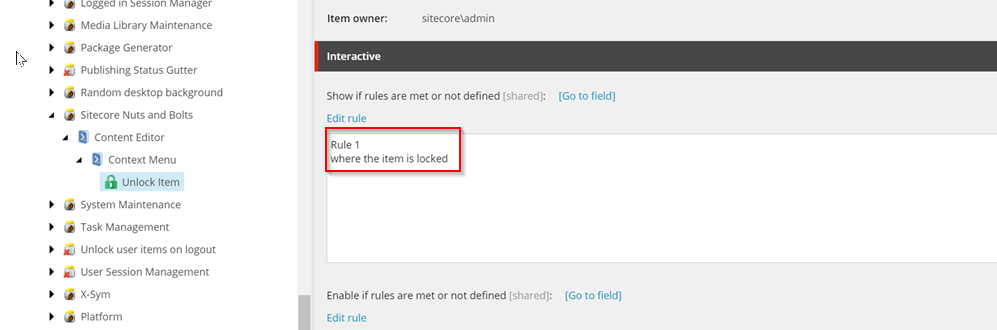 Logged in Session Manager
Media Library Maintenance
Package Generator
Publishing Status Gutter
Random desktop background
Sitecore Nuts and Bolts
Content Editor
Context Menu
Unlock Item
System Maintenance
Task Management
Unlock user items on logout
User Session Management
X-Sym
Platform
Item owner: sitecore\admin
Interactive
Show if rules are met or not defined [shared]: [Go to field]
Edit rule
Rule 1
where the item is locked
Enable if rules are met or not defined [shared]: [Go to field]
Edit rule